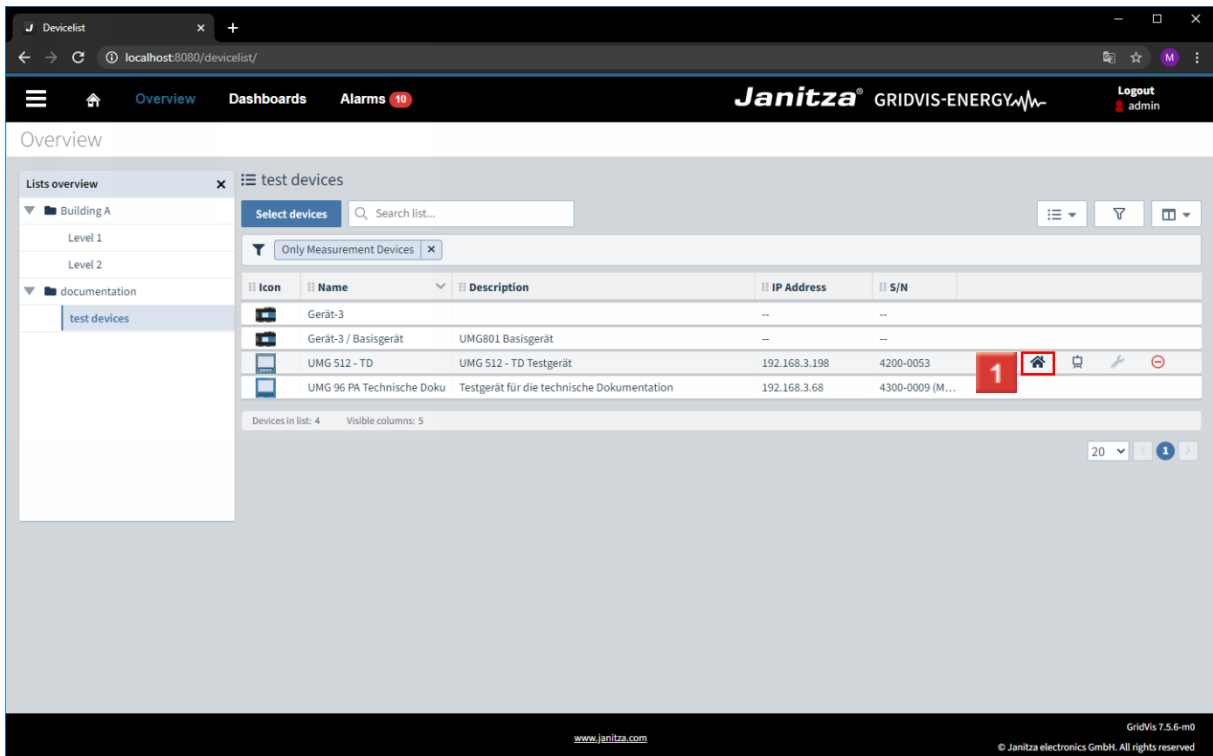 Devicelist
localhost:8080/devicelist/
M
Overview Dashboards Alarms 10 Janitza® GRIDVIS-ENERGY Logout
admin
Overview
Lists overview
Building A
Level 1
Level 2
documentation
test devices
test devices
Select devices Search list...
Only Measurement Devices
Icon Name Description IP Address S/N
Gerät-3 -- --
Gerät-3 / Basisgerät UMG801 Basisgerät -- --
UMG 512 - TD UMG 512 - TD Testgerät 192.168.3.198 4200-0053 1
UMG 96 PA Technische Doku Testgerät für die technische Dokumentation 192.168.3.68 4300-0009 (M...
Devices in list: 4 Visible columns: 5
20 1
www.janitza.com
GridVis 7.5.6-m0
© Janitza electronics GmbH. All rights reserved